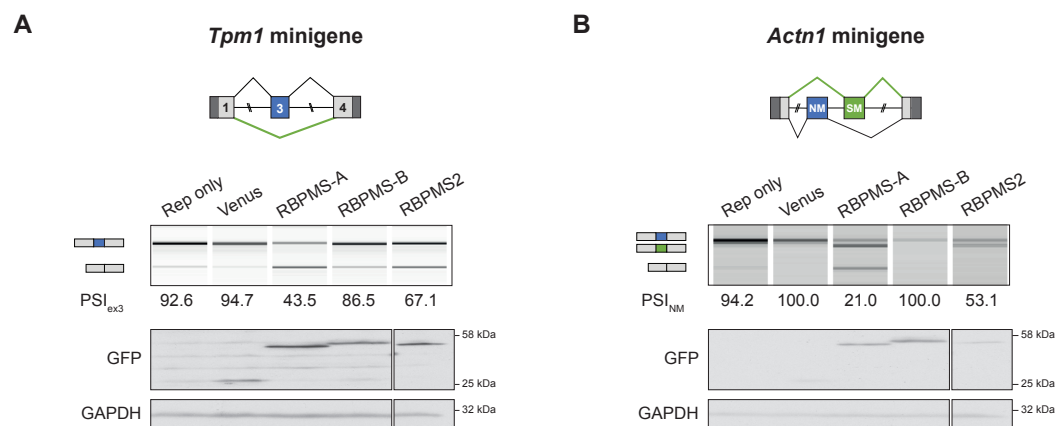 A
Tpm1 minigene
1 3 4
Rep only Venus RBPMS-A RBPMS-B RBPMS2
PSIex3 92.6 94.7 43.5 86.5 67.1
GFP
58 kDa
25 kDa
GAPDH
32 kDa
B
Actn1 minigene
NM SM
Rep only Venus RBPMS-A RBPMS-B RBPMS2
PSINM 94.2 100.0 21.0 100.0 53.1
GFP
58 kDa
25 kDa
GAPDH
32 kDa